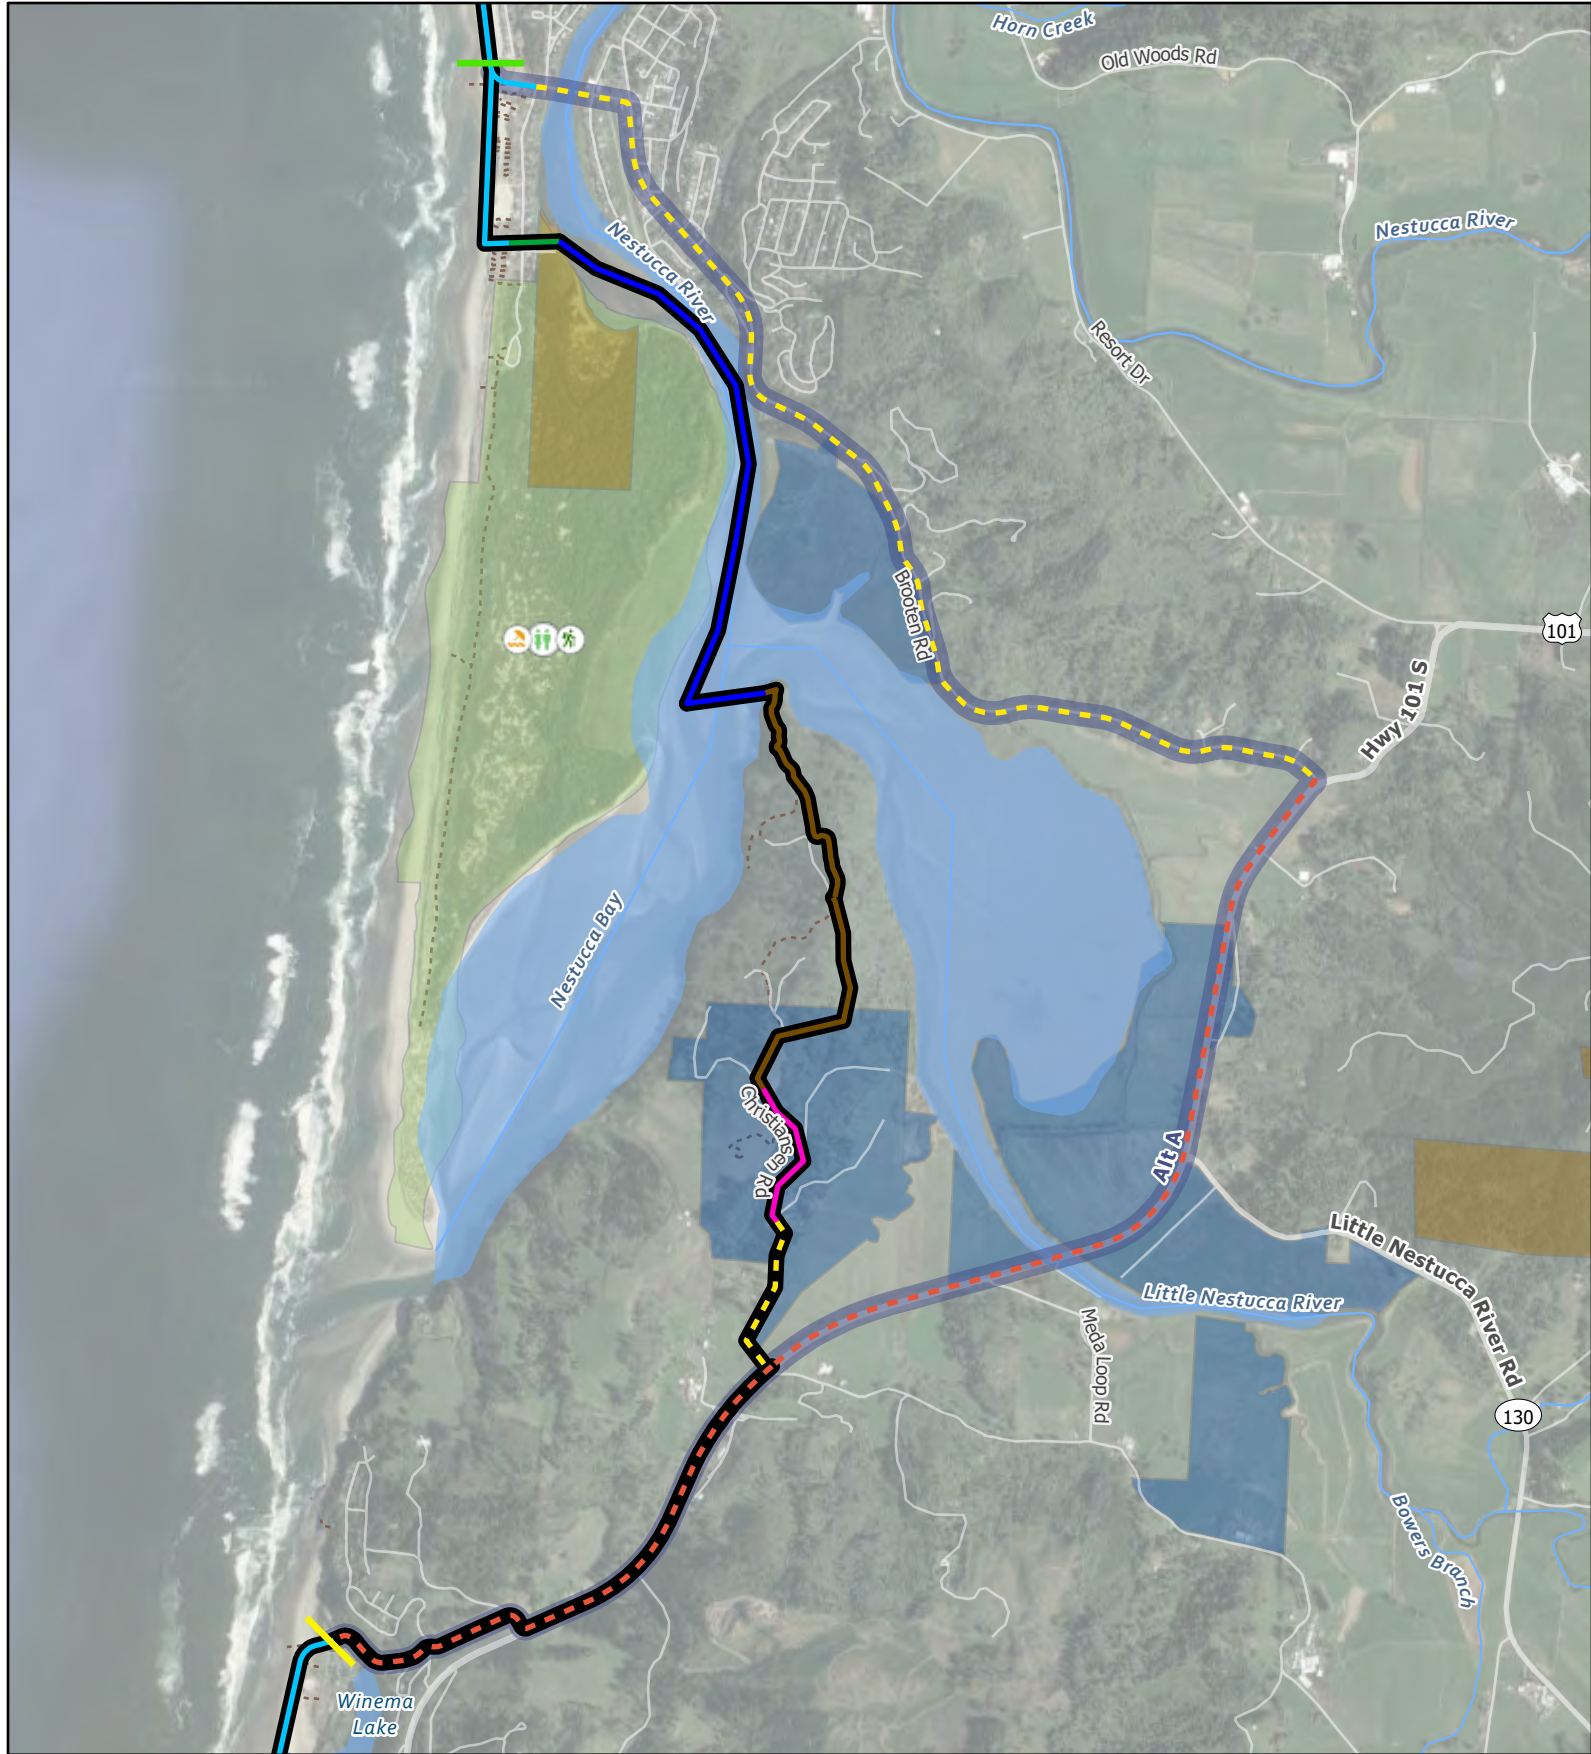 Horn Creek
Old Woods Rd
Nestucca River
Nestucca River
Resort Dr
Brooten Rd
101
Hwy 101 S
Nestucca Bay
Christiansen Rd
Alt A
Little Nestucca River Rd
Little Nestucca River
Meda Loop Rd
130
Bowers Branch
Winema
Lake